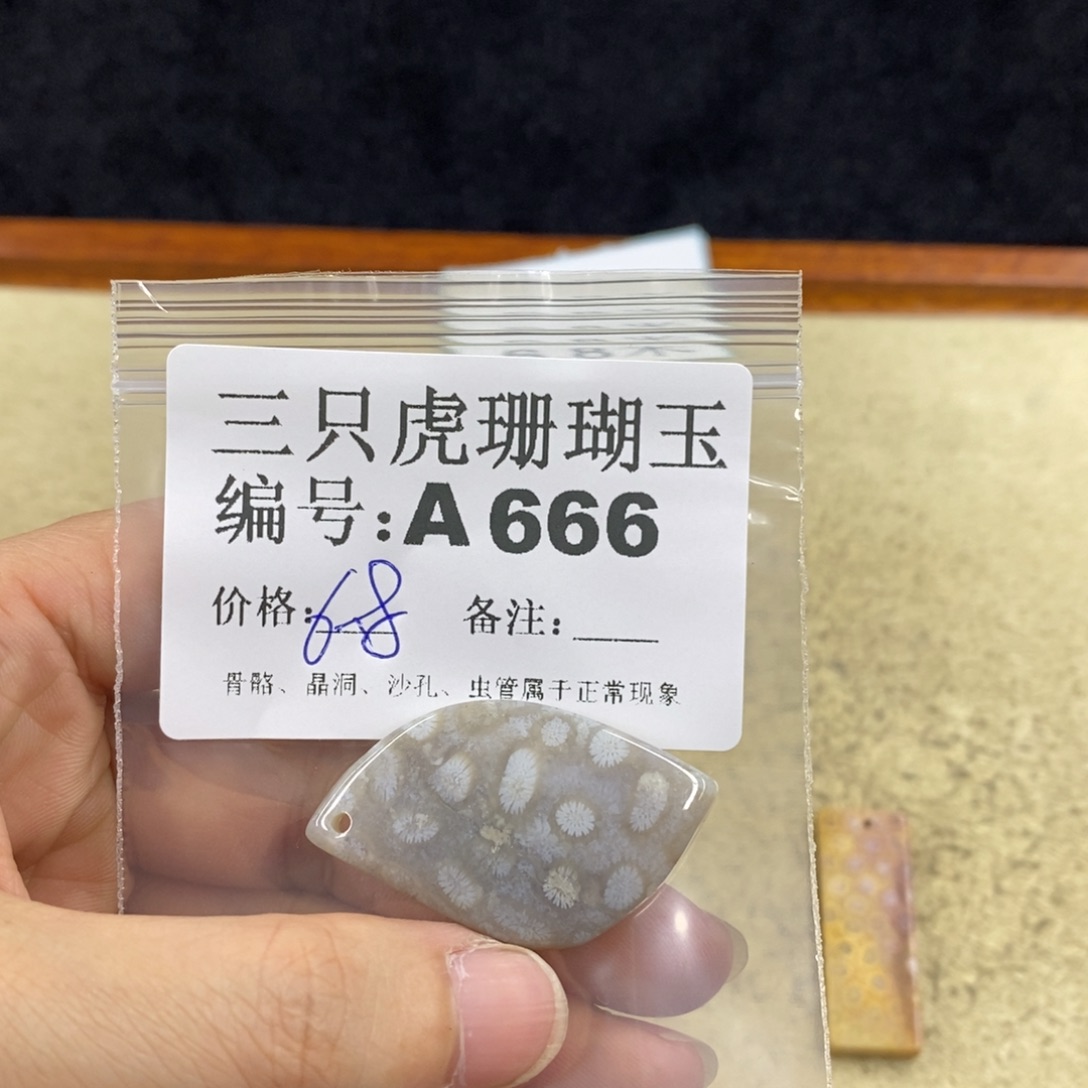 三只虎珊瑚玉
编号:A666
价格:68 备注:____
骨骼、晶洞、沙孔、虫管属于正常现象